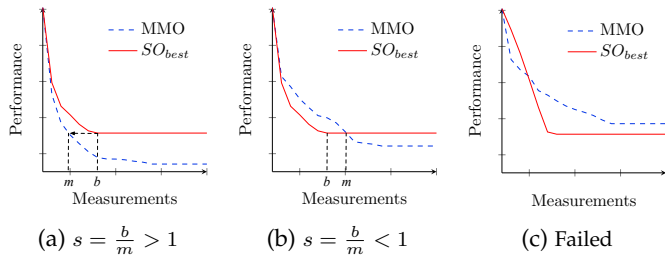 Performance
MMO
SO_best
m
b
Measurements
(a) s = b/m > 1
Performance
MMO
SO_best
b
m
Measurements
(b) s = b/m < 1
Performance
MMO
SO_best
Measurements
(c) Failed